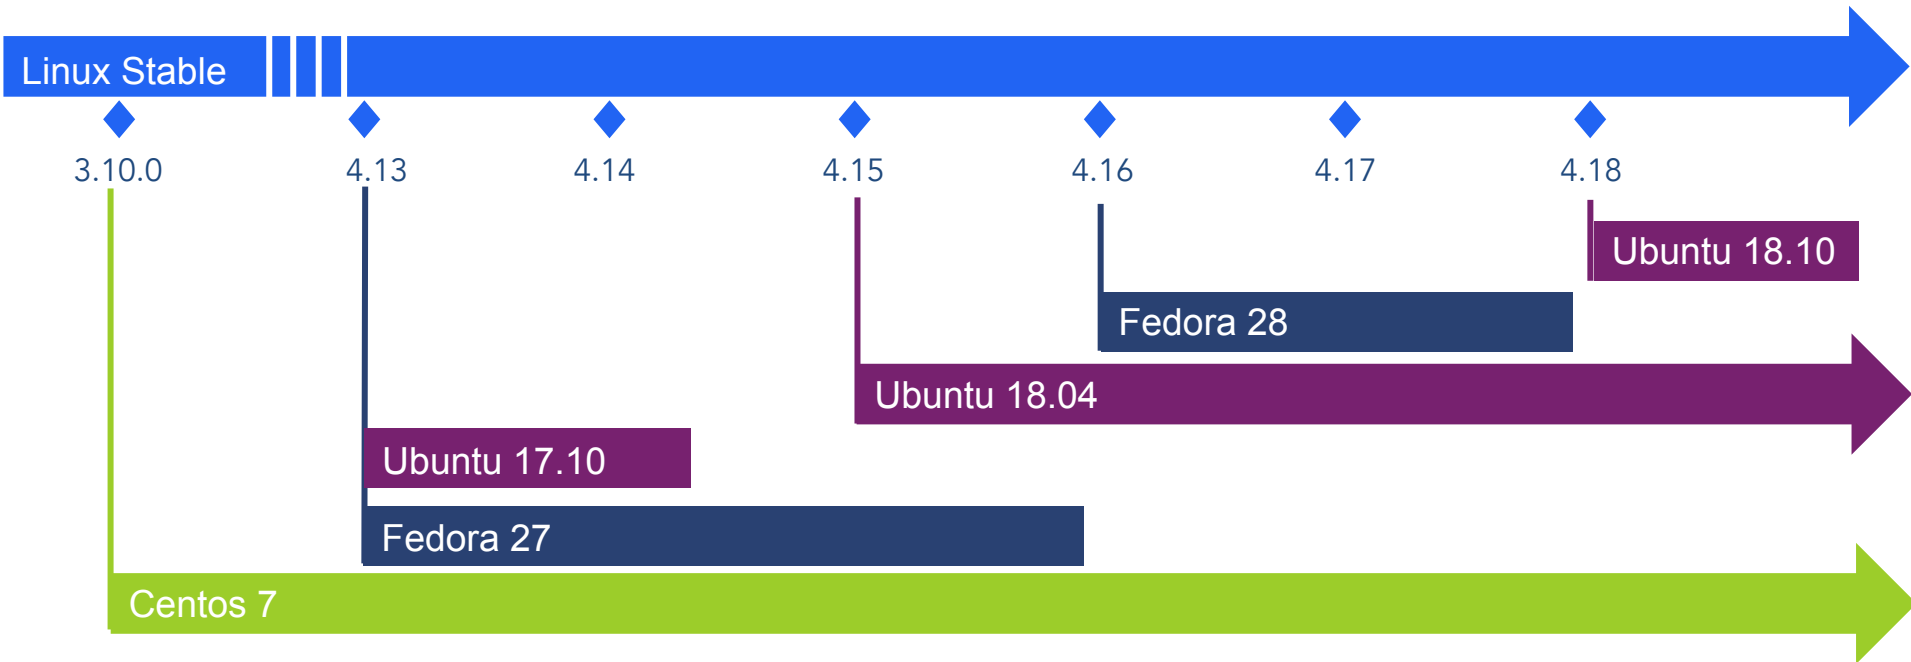 Linux Stable
3.10.0 4.13 4.14 4.15 4.16 4.17 4.18
Ubuntu 18.10
Fedora 28
Ubuntu 18.04
Ubuntu 17.10
Fedora 27
Centos 7